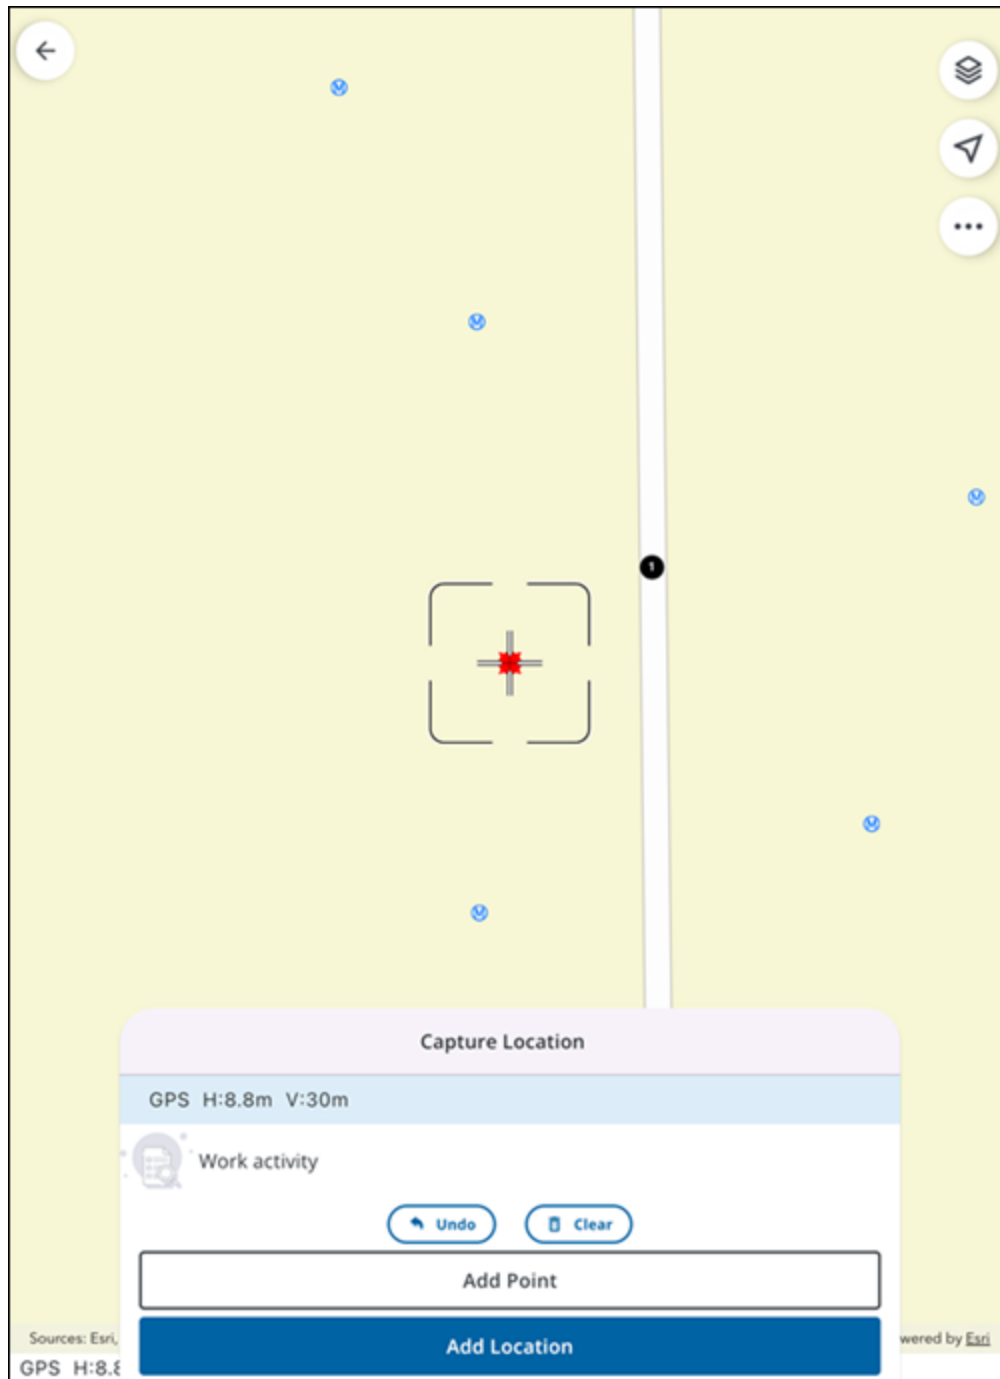 1
Capture Location
GPS H:8.8m V:30m
Work activity
Undo Clear
Add Point
Sources: Esri, wered by Esri
Add Location
GPS H:8.8